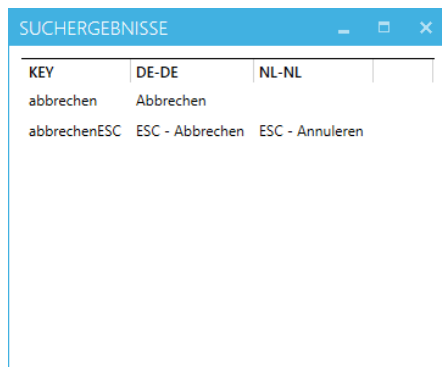 SUCHERGEBNISSE
KEY DE-DE NL-NL
abbrechen Abbrechen
abbrechenESC ESC - Abbrechen ESC - Annuleren